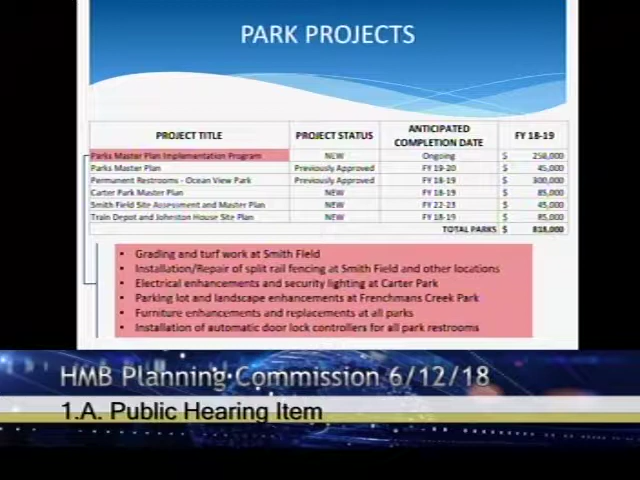 PARK PROJECTS
PROJECT TITLE PROJECT STATUS ANTICIPATED COMPLETION DATE FY 18-19
Parks Master Plan Implementation Program NEW Ongoing $ 258,000
Parks Master Plan Previously Approved FY 19-20 $ 45,000
Permanent Restrooms - Ocean View Park Previously Approved FY 18-19 $ 300,000
Carter Park Master Plan NEW FY 18-19 $ 85,000
Smith Field Site Assessment and Master Plan NEW FY 22-23 $ 45,000
Train Depot and Johnston House Site Plan NEW FY 18-19 $ 85,000
TOTAL PARKS $ 818,000
• Grading and turf work at Smith Field
• Installation/Repair of split rail fencing at Smith Field and other locations
• Electrical enhancements and security lighting at Carter Park
• Parking lot and landscape enhancements at Frenchmans Creek Park
• Furniture enhancements and replacements at all parks
• Installation of automatic door lock controllers for all park restrooms
HMB Planning Commission 6/12/18
1.A. Public Hearing Item